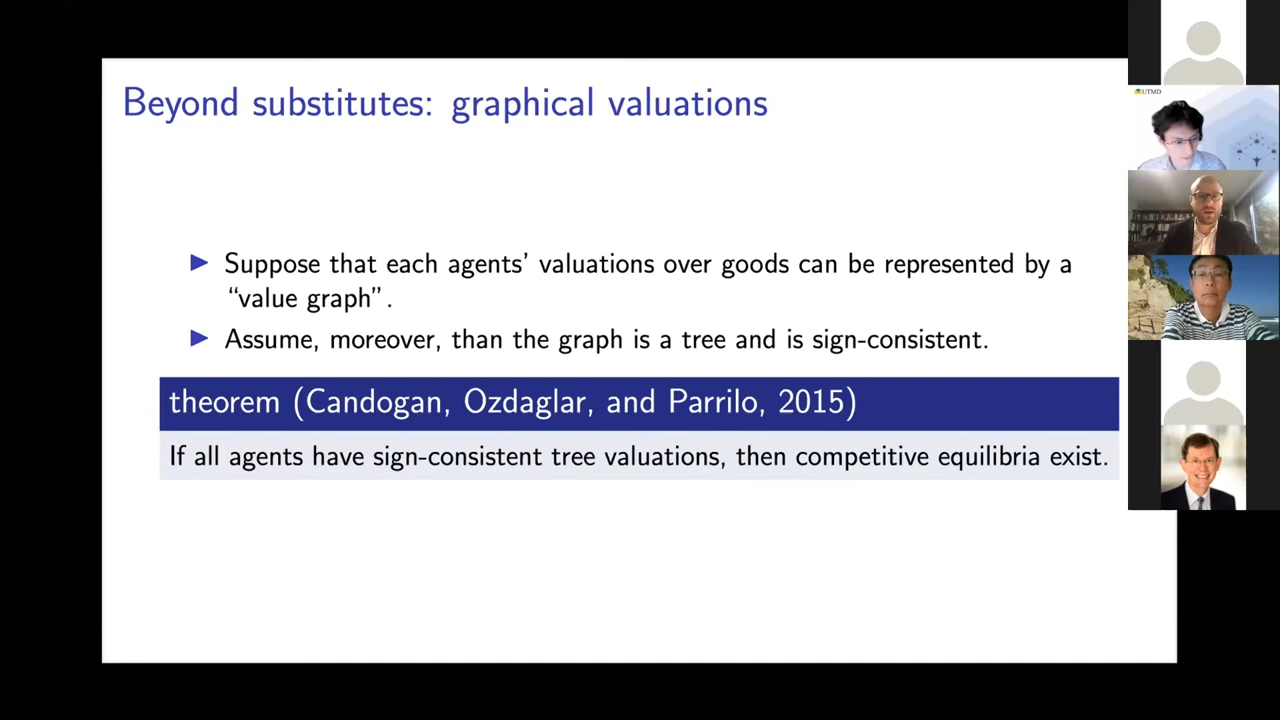 Beyond substitutes: graphical valuations
UTMD
▶ Suppose that each agents' valuations over goods can be represented by a
“value graph”.
▶ Assume, moreover, than the graph is a tree and is sign-consistent.
theorem (Candogan, Ozdaglar, and Parrilo, 2015)
If all agents have sign-consistent tree valuations, then competitive equilibria exist.